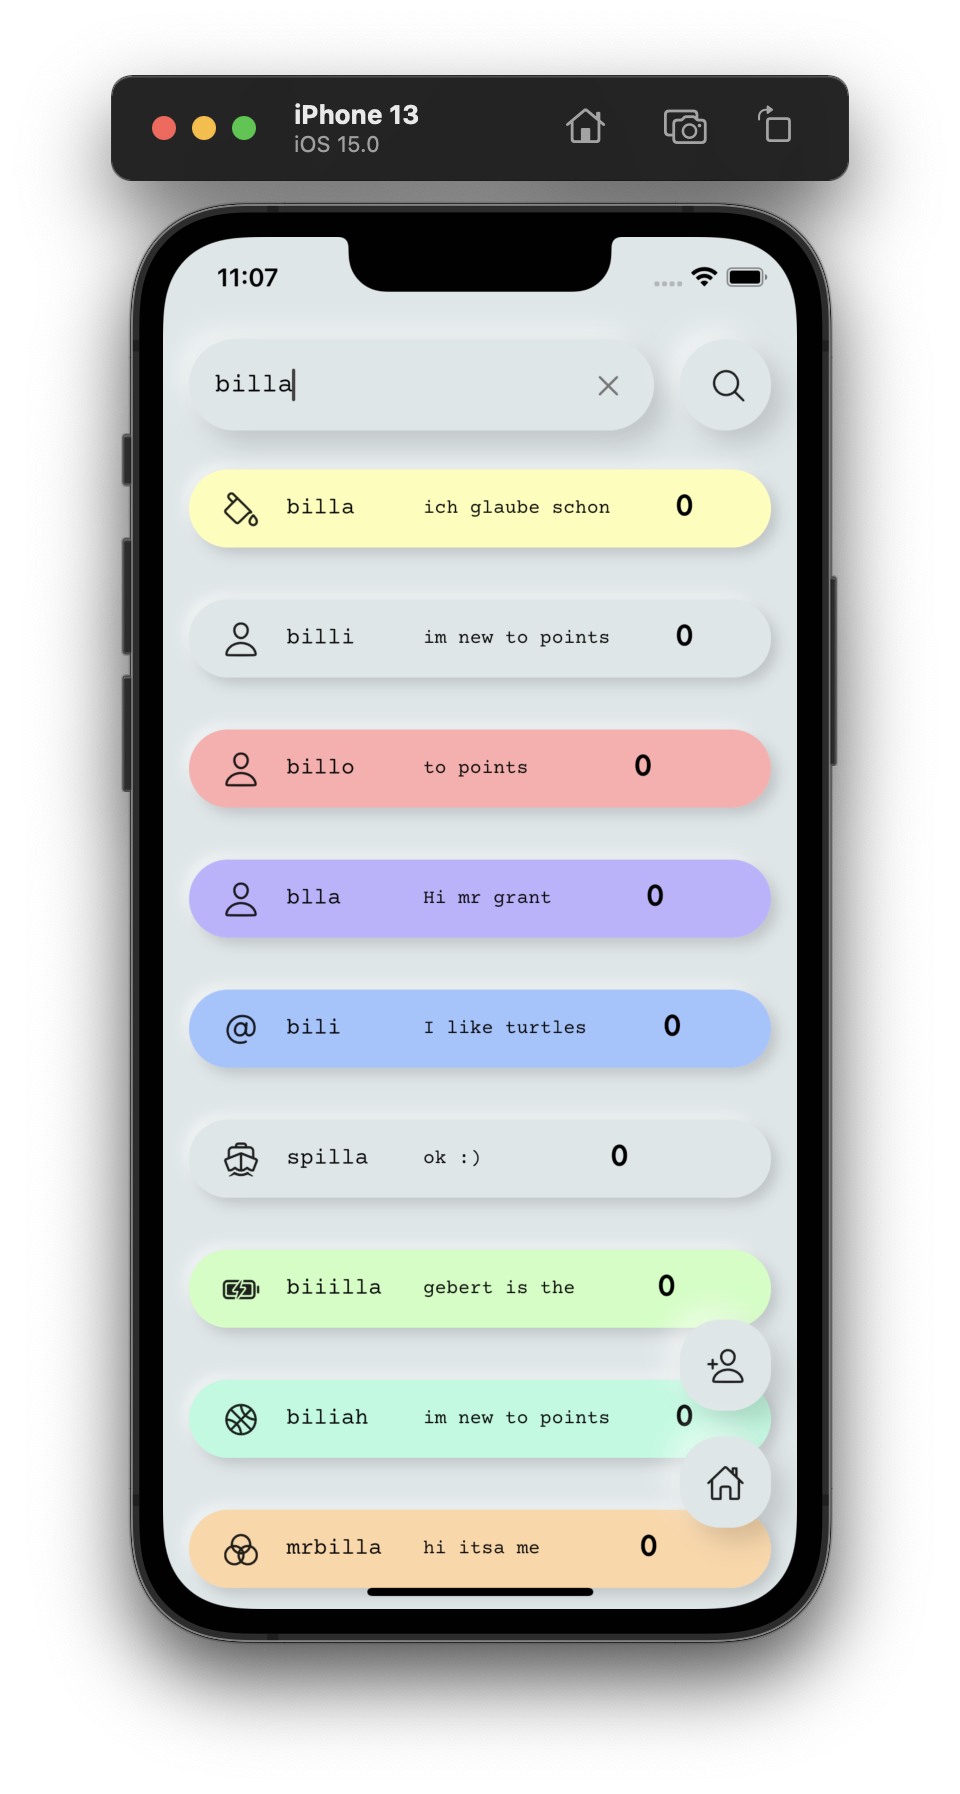 iPhone 13
iOS 15.0
11:07
billa
billa ich glaube schon 0
billi im new to points 0
billo to points 0
blla Hi mr grant 0
bili I like turtles 0
spilla ok :) 0
biiilla gebert is the 0
biliah im new to points 0
mrbilla hi itsa me 0